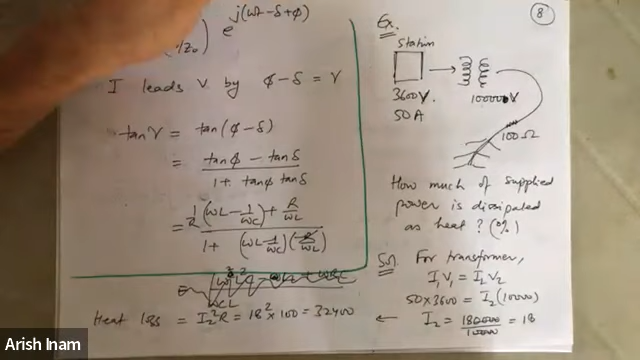 8
e^{j(ωt - δ + φ)}
I leads V by φ - δ = γ
tanγ = tan(φ - δ)
= (tanφ - tanδ) / (1 + tanφ tanδ)
Ex.
Station
3600V.
50A
10000V
100Ω
How much of supplied
power is dissipated
as heat? (%)
Sol. For transformer,
I₁V₁ = I₂V₂
50×3600 = I₂(10000)
← I₂ = 180000/10000 = 18
Heat loss = I₂²R = 18² × 100 = 32400
Arish Inam